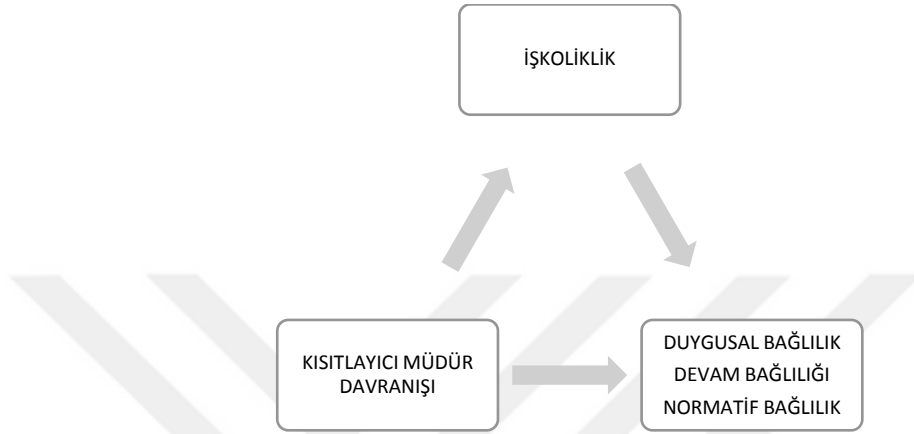 İŞKOLİKLİK
KISITLAYICI MÜDÜR
DAVRANIŞI
DUYGUSAL BAĞLILIK
DEVAM BAĞLILIĞI
NORMATİF BAĞLILIK